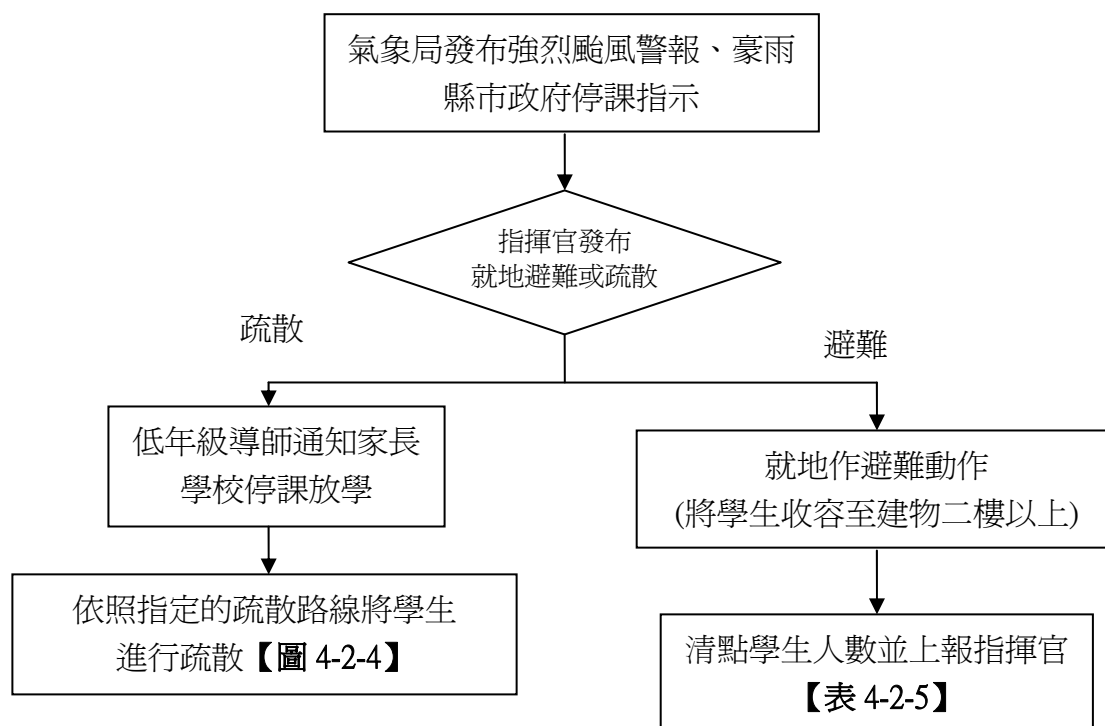 氣象局發布強烈颱風警報、豪雨
縣市政府停課指示
指揮官發布
就地避難或疏散
疏散
避難
低年級導師通知家長
學校停課放學
就地作避難動作
(將學生收容至建物二樓以上)
依照指定的疏散路線將學生
進行疏散【圖 4-2-4】
清點學生人數並上報指揮官
【表 4-2-5】